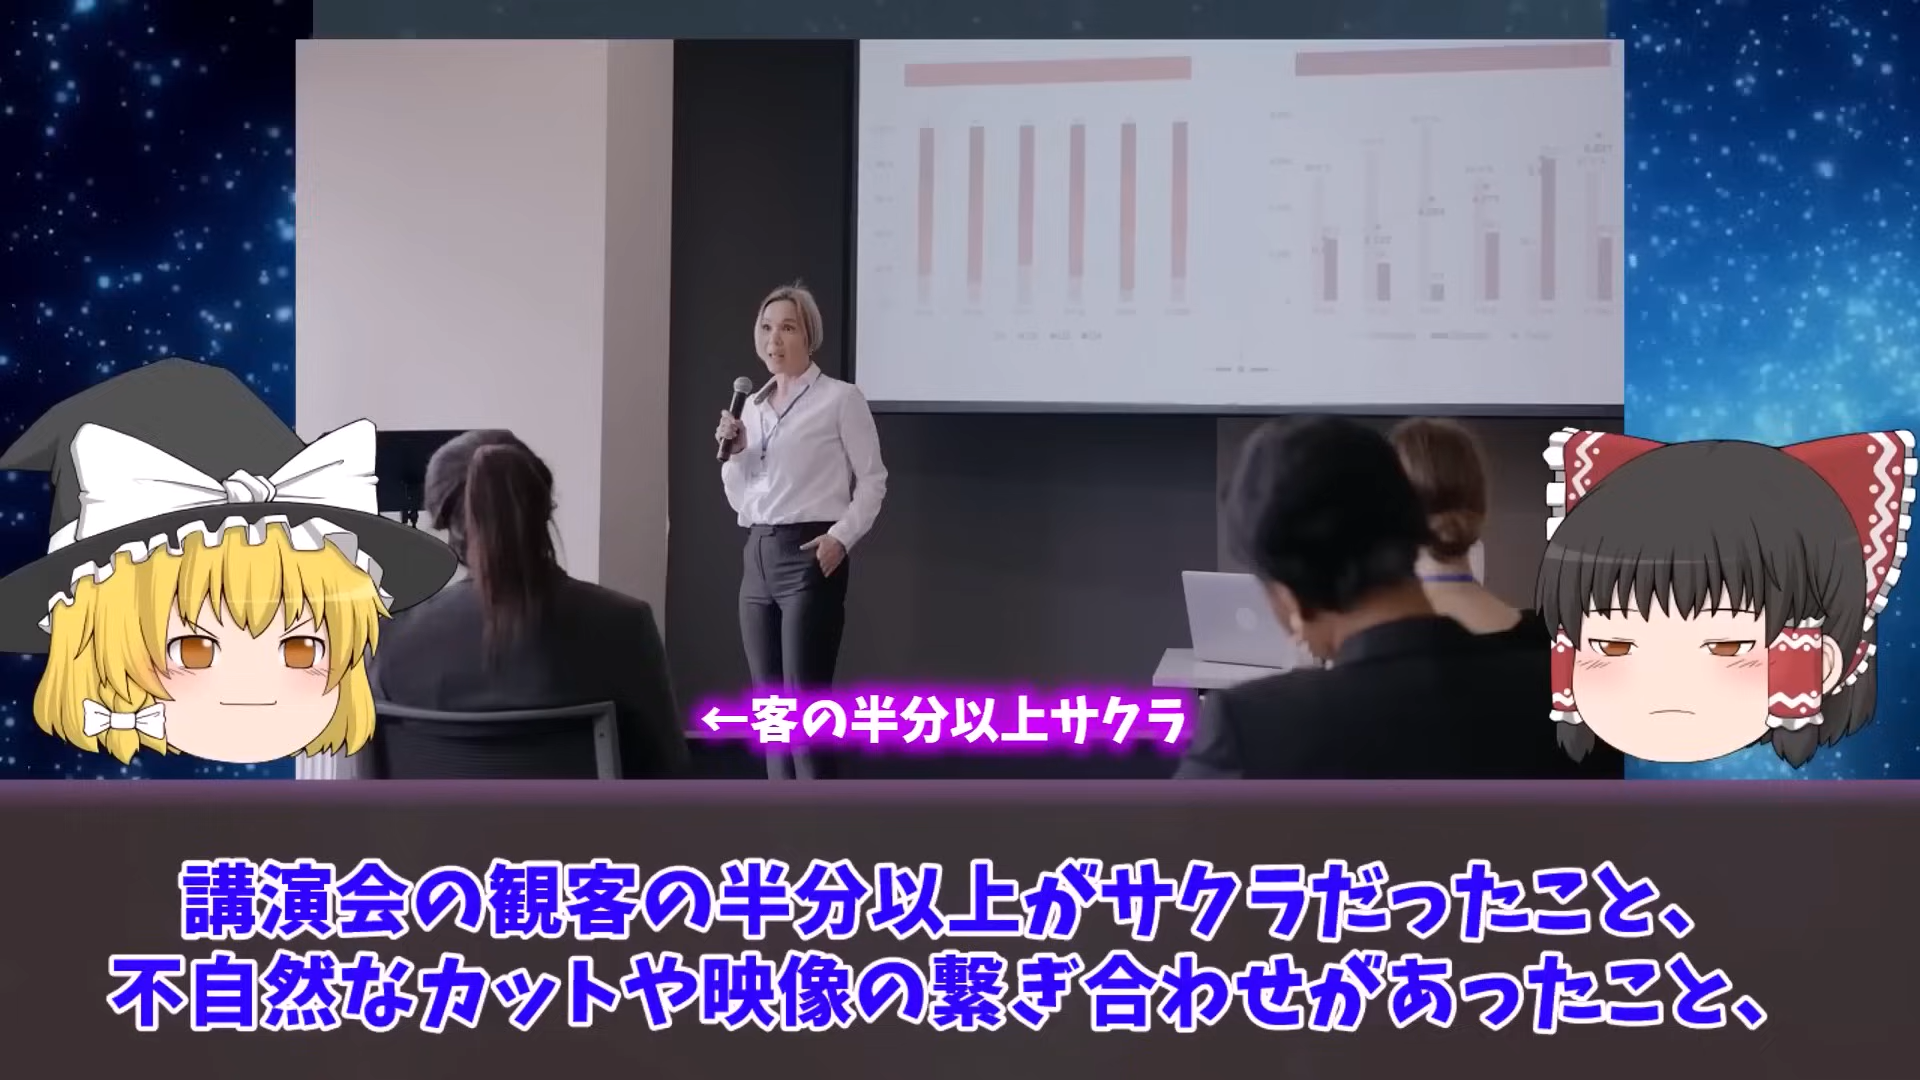 ←客の半分以上サクラ
講演会の観客の半分以上がサクラだったこと、
不自然なカットや映像の繋ぎ合わせがあったこと、